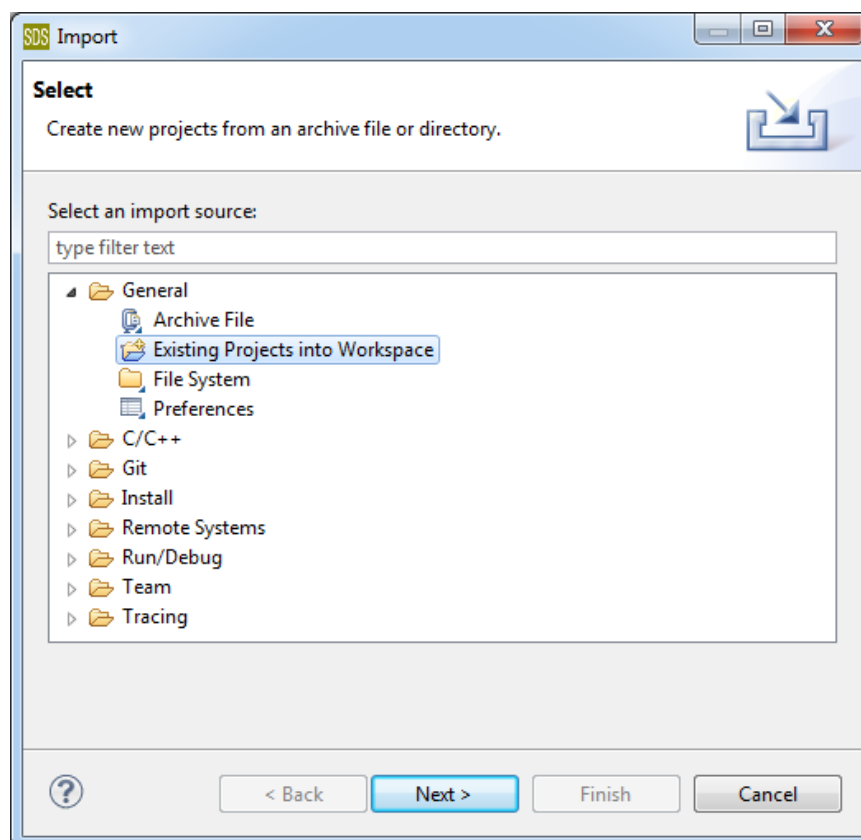 SDS Import
Select
Create new projects from an archive file or directory.
Select an import source:
type filter text
General
Archive File
Existing Projects into Workspace
File System
Preferences
C/C++
Git
Install
Remote Systems
Run/Debug
Team
Tracing
? < Back Next > Finish Cancel